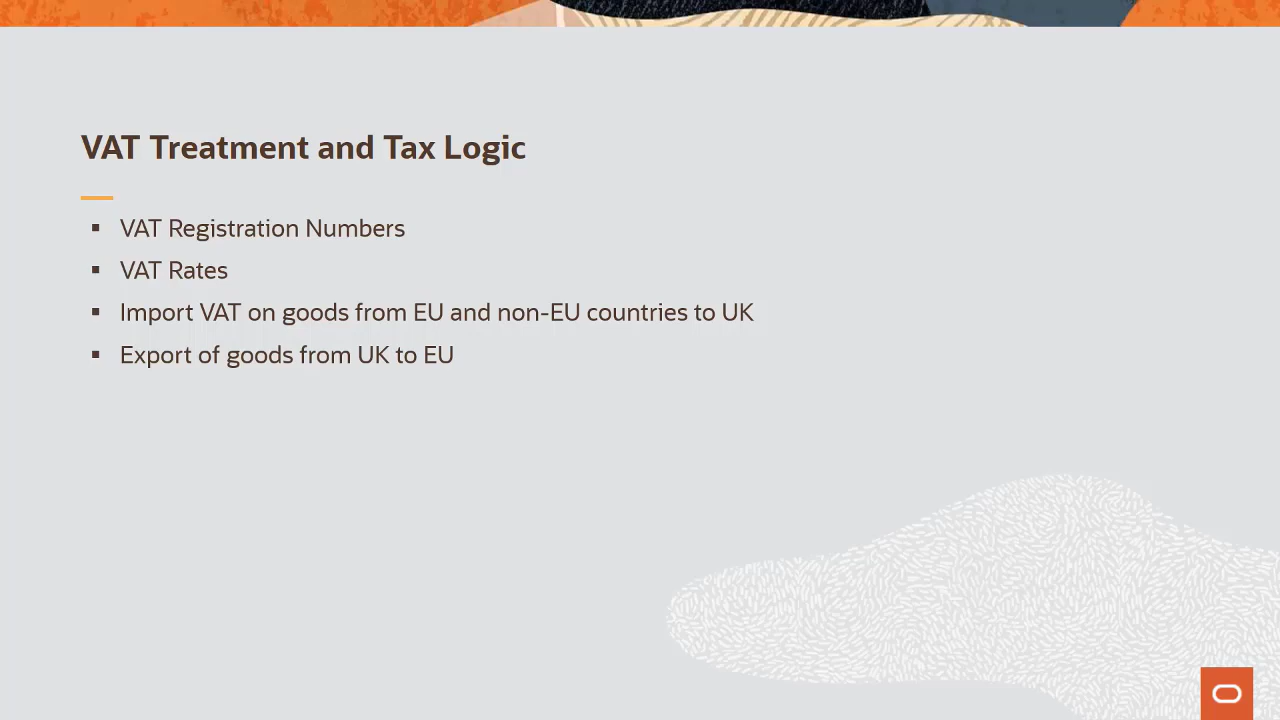 VAT Treatment and Tax Logic
▪ VAT Registration Numbers
▪ VAT Rates
▪ Import VAT on goods from EU and non-EU countries to UK
▪ Export of goods from UK to EU